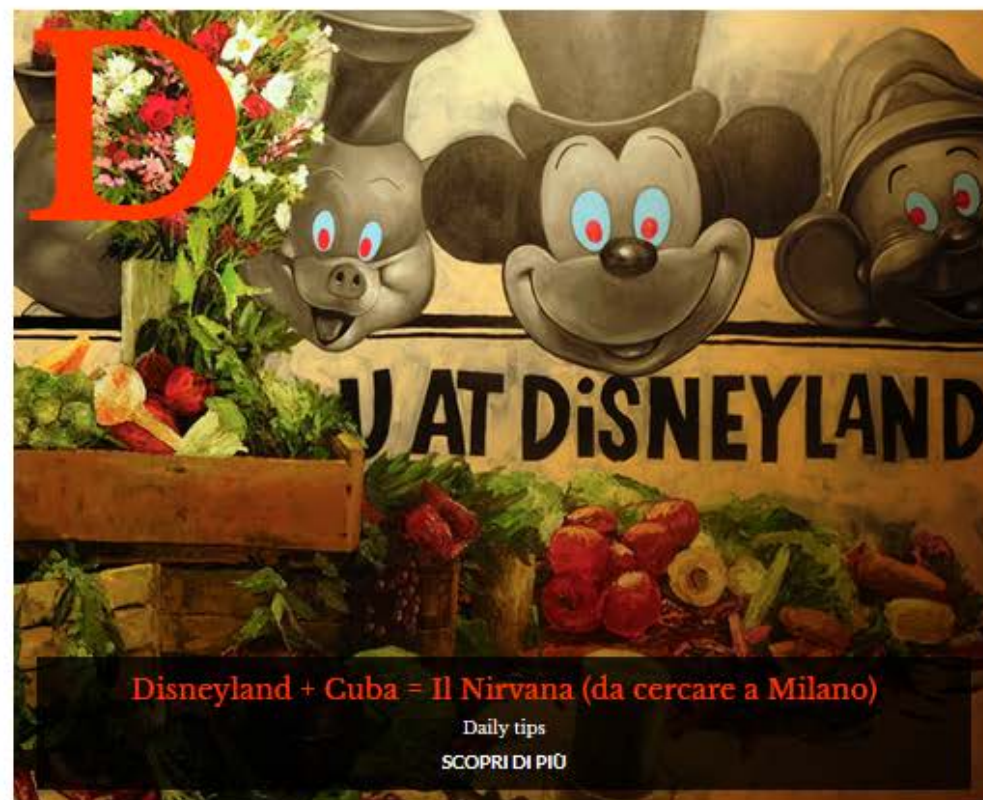 D
U AT DiSNEYLAND
Disneyland + Cuba = Il Nirvana (da cercare a Milano)
Daily tips
SCOPRI DI PIÙ